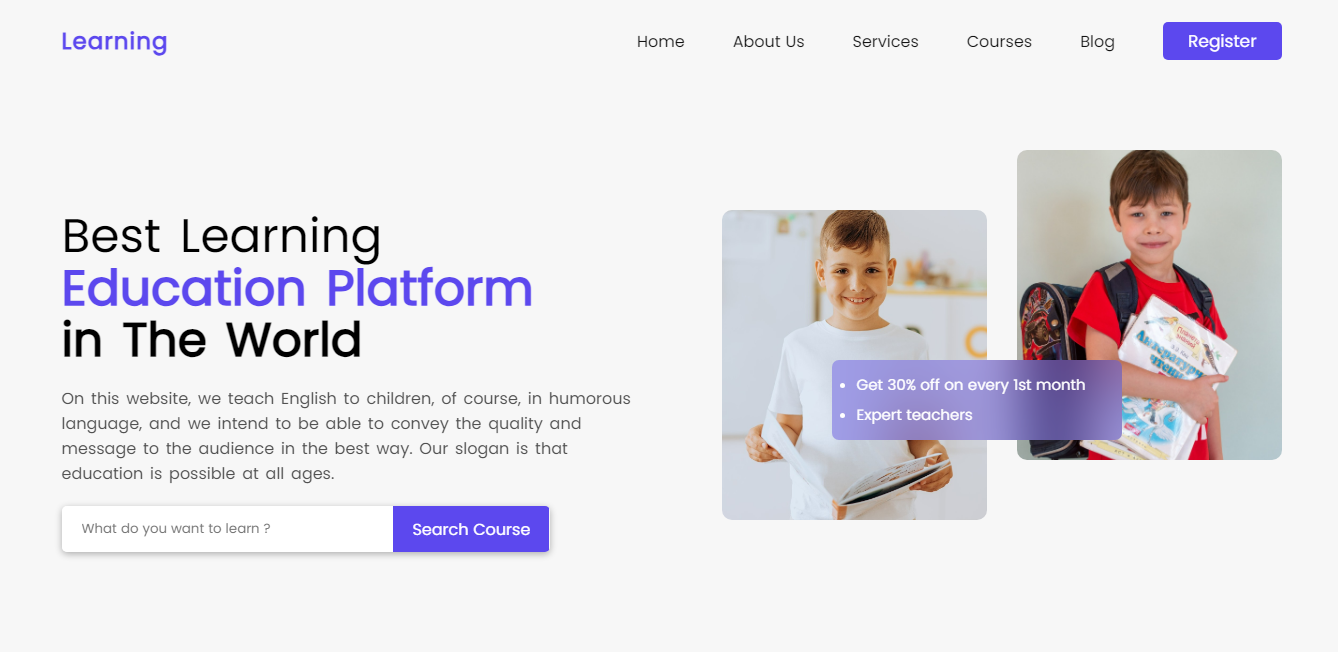 Learning
Home About Us Services Courses Blog Register
Best Learning
Education Platform
in The World
On this website, we teach English to children, of course, in humorous
language, and we intend to be able to convey the quality and
message to the audience in the best way. Our slogan is that
education is possible at all ages.
What do you want to learn ?
Search Course
Get 30% off on every 1st month
Expert teachers